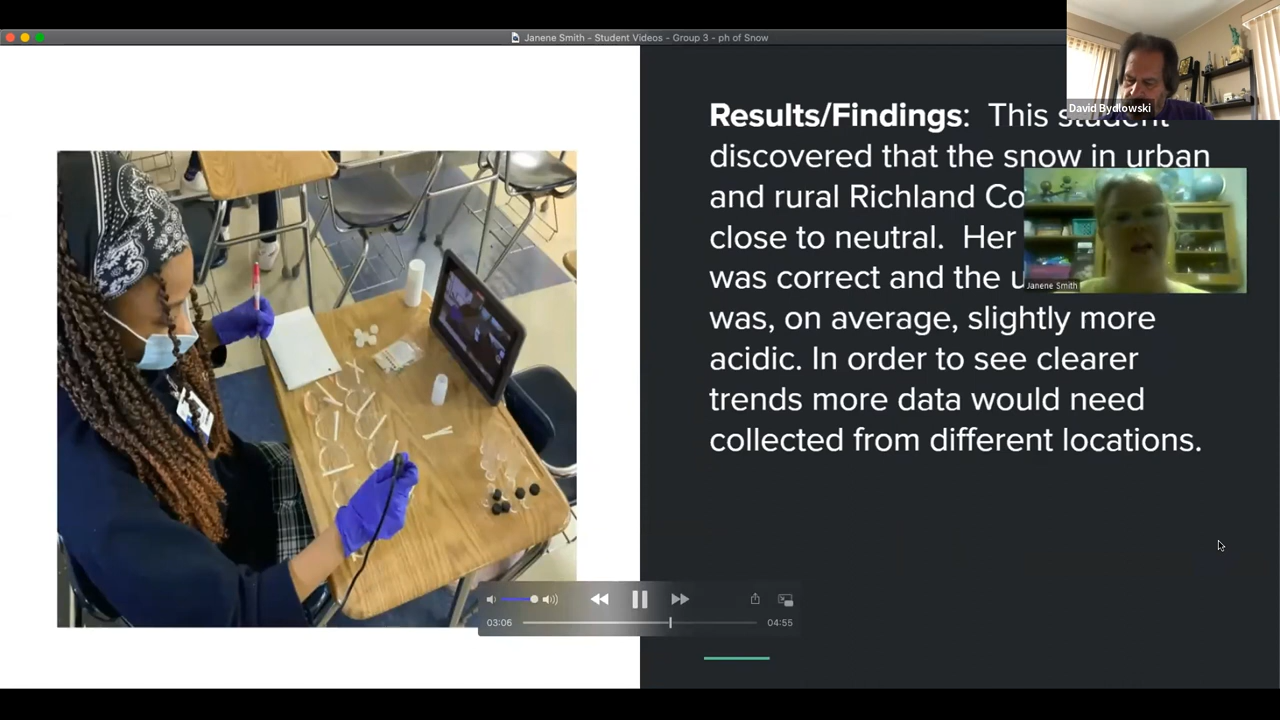 Janene Smith - Student Videos - Group 3 - ph of Snow
David Bydlowski
Results/Findings: This student
discovered that the snow in urban
and rural Richland Co
close to neutral. Her
was correct and the u
was, on average, slightly more
acidic. In order to see clearer
trends more data would need
collected from different locations.
Janene Smith
03:06
04:55